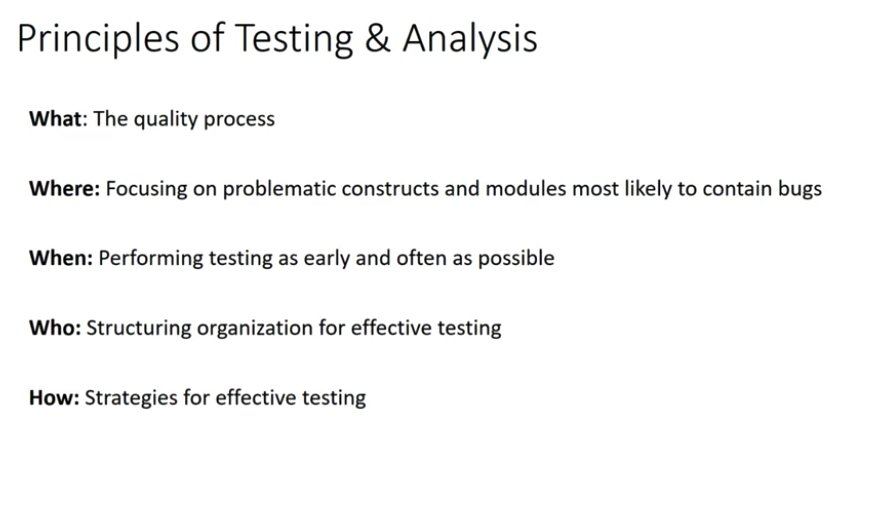 Principles of Testing & Analysis
What: The quality process
Where: Focusing on problematic constructs and modules most likely to contain bugs
When: Performing testing as early and often as possible
Who: Structuring organization for effective testing
How: Strategies for effective testing